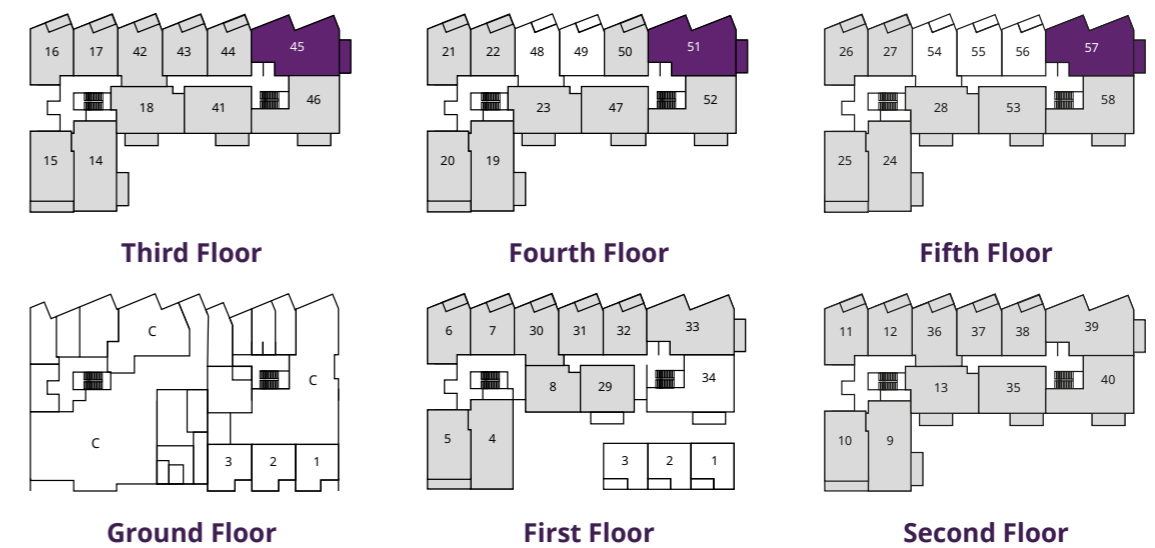 16 17 42 43 44 45
18 41 46
15 14
Third Floor
21 22 48 49 50 51
23 47 52
20 19
Fourth Floor
26 27 54 55 56 57
28 53 58
25 24
Fifth Floor
C
C
C
3 2 1
Ground Floor
6 7 30 31 32 33
8 29 34
5 4
3 2 1
First Floor
11 12 36 37 38 39
13 35 40
10 9
Second Floor